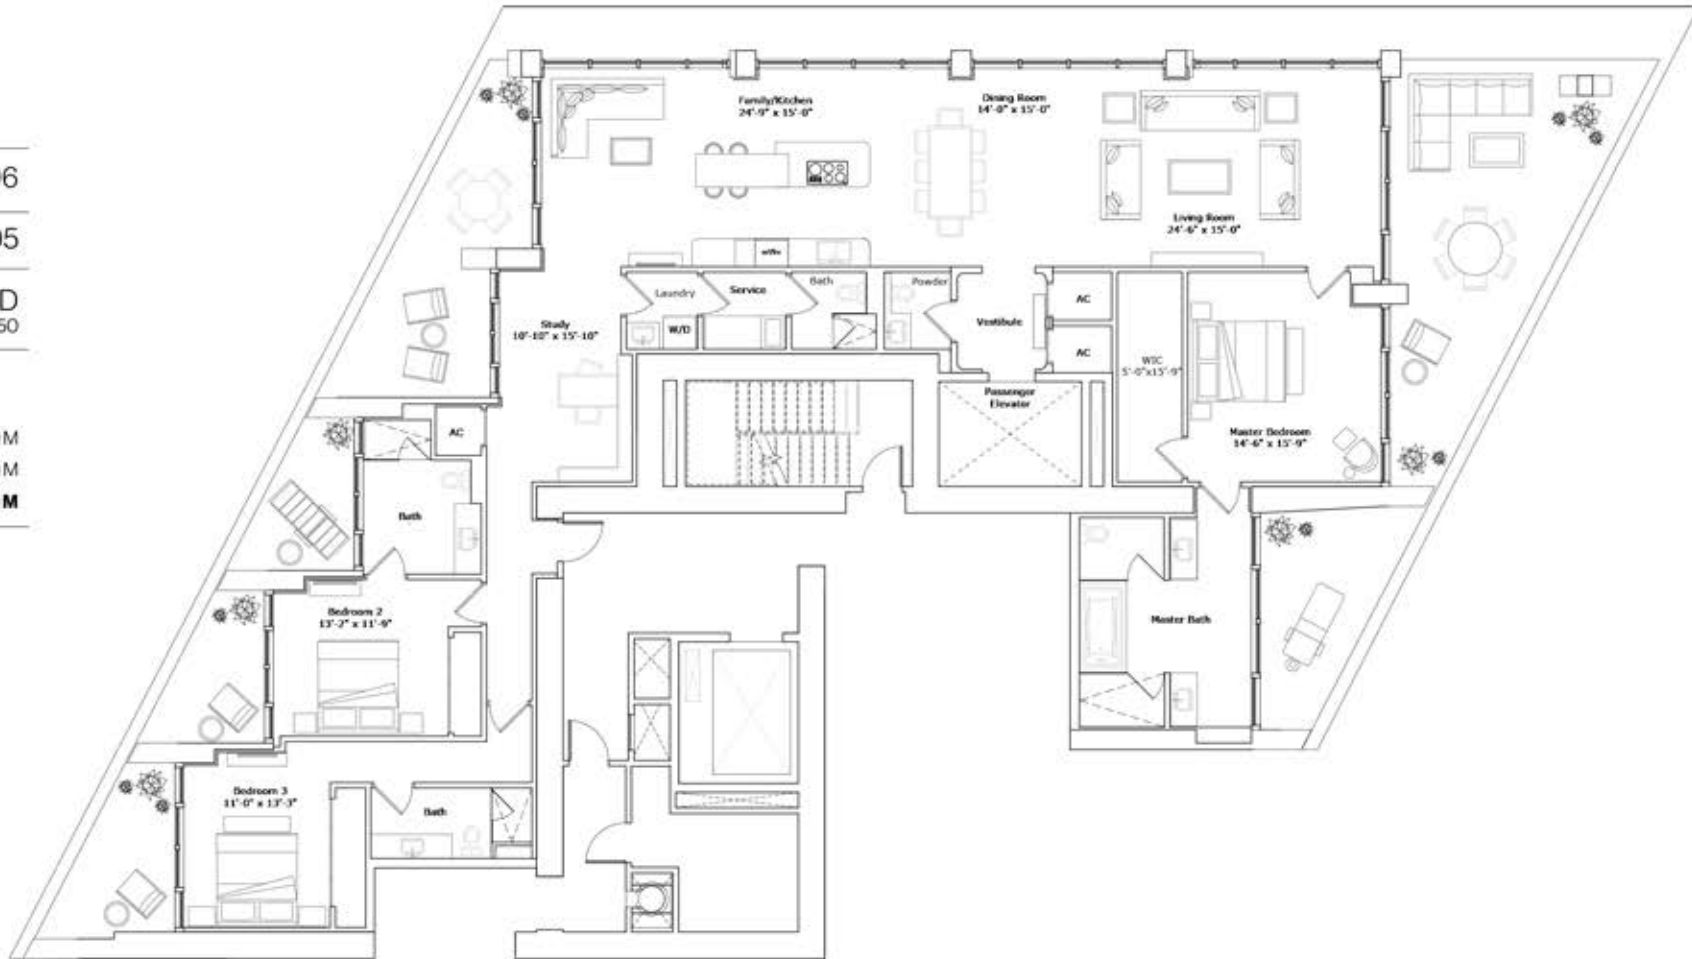 96
95
D
50
M
M
M
Family/Kitchen
24'-9" x 15'-0"
Dining Room
14'-0" x 15'-0"
Living Room
24'-6" x 15'-0"
Study
10'-10" x 15'-10"
Laundry
W/D
Service
Bath
Powder
Vestibule
AC
AC
WIC
5'-0"x15'-9"
Passenger
Elevator
Master Bedroom
14'-6" x 15'-9"
AC
Bath
Bedroom 2
13'-2" x 11'-9"
Master Bath
Bedroom 3
11'-0" x 13'-3"
Bath